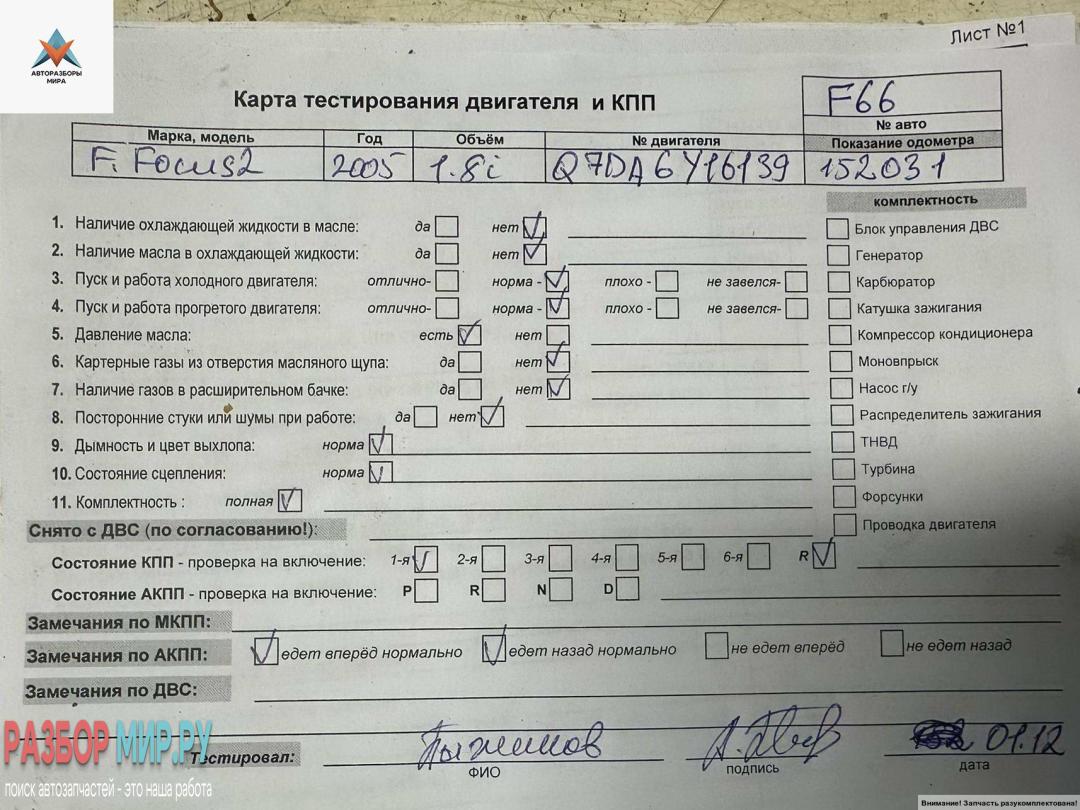 Лист №1
АВТОРАЗБОРЫ
МИРА
Карта тестирования двигателя и КПП
F66
№ авто
Марка, модель Год Объём № двигателя Показание одометра
F. Focus2 2005 1.8i Q7DA 6Y16139 152031
комплектность
1. Наличие охлаждающей жидкости в масле: да нет Блок управления ДВС
2. Наличие масла в охлаждающей жидкости: да нет Генератор
3. Пуск и работа холодного двигателя: отлично- норма - плохо - не завелся- Карбюратор
4. Пуск и работа прогретого двигателя: отлично- норма - плохо - не завелся- Катушка зажигания
5. Давление масла: есть нет Компрессор кондиционера
6. Картерные газы из отверстия масляного щупа: да нет Моновпрыск
7. Наличие газов в расширительном бачке: да нет Насос г/у
8. Посторонние стуки или шумы при работе: да нет Распределитель зажигания
9. Дымность и цвет выхлопа: норма ТНВД
10. Состояние сцепления: норма Турбина
11. Комплектность : полная Форсунки
Снято с ДВС (по согласованию!): Проводка двигателя
Состояние КПП - проверка на включение: 1-я 2-я 3-я 4-я 5-я 6-я R
Состояние АКПП - проверка на включение: P R N D
Замечания по МКПП:
Замечания по АКПП: едет вперёд нормально едет назад нормально не едет вперёд не едет назад
Замечания по ДВС:
РАЗБОР МИР.РУ
Тестировал: 01.12
поиск автозапчастей - это наша работа
ФИО подпись дата
Внимание! Запчасть разукомплектована!